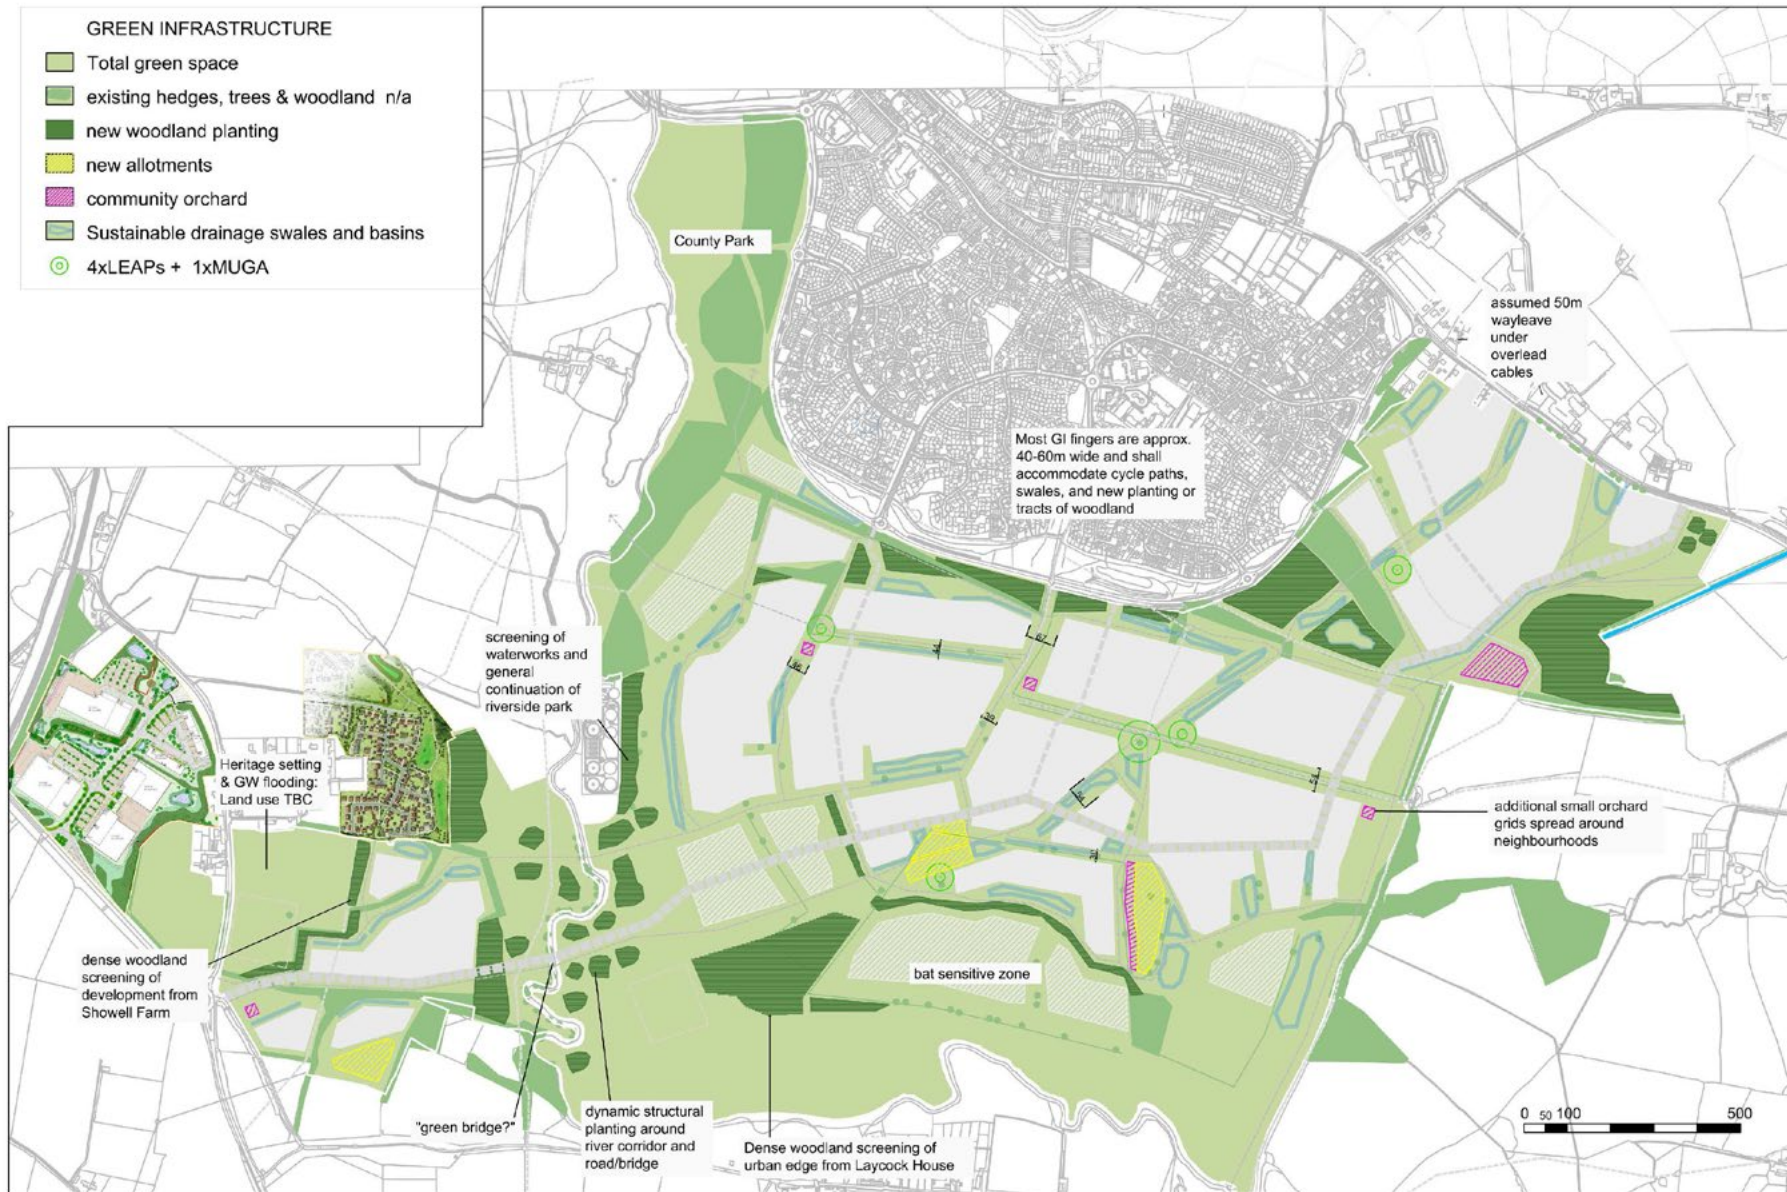 GREEN INFRASTRUCTURE
Total green space
existing hedges, trees & woodland n/a
new woodland planting
new allotments
community orchard
Sustainable drainage swales and basins
4xLEAPs + 1xMUGA
County Park
assumed 50m
wayleave
under
overlead
cables
Most GI fingers are approx.
40-60m wide and shall
accommodate cycle paths,
swales, and new planting or
tracts of woodland
screening of
waterworks and
general
continuation of
riverside park
67
44
46
39
Heritage setting
& GW flooding:
Land use TBC
additional small orchard
grids spread around
neighbourhoods
dense woodland
screening of
development from
Showell Farm
bat sensitive zone
"green bridge?"
dynamic structural
planting around
river corridor and
road/bridge
Dense woodland screening of
urban edge from Laycock House
0 50 100 500